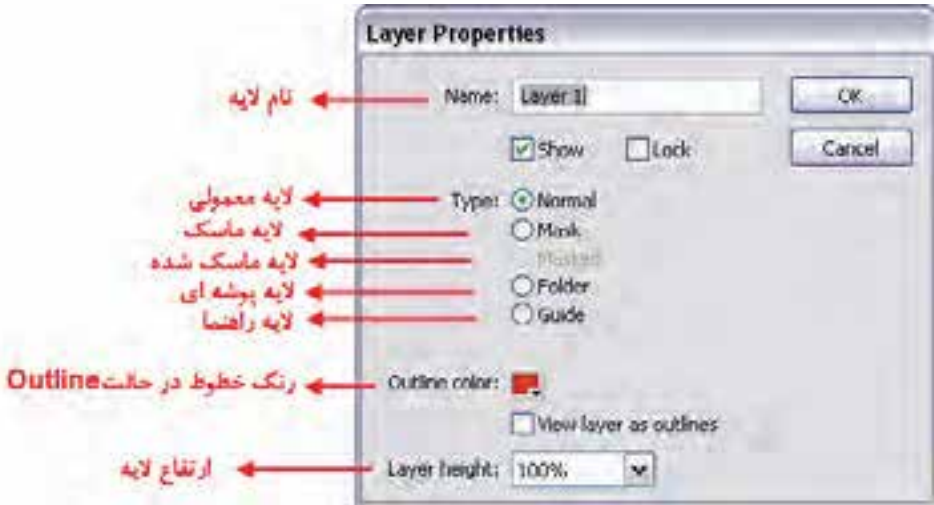 Layer Properties
نام لایه
Name: Layer 1
OK
Show Lock
Cancel
لایه معمولی
Type: Normal
لایه ماسک
Mask
لایه ماسک شده
Masked
لایه پوشه ای
Folder
لایه راهنما
Guide
رنگ خطوط در حالت Outline
Outline color:
View layer as outlines
ارتفاع لایه
Layer height: 100%